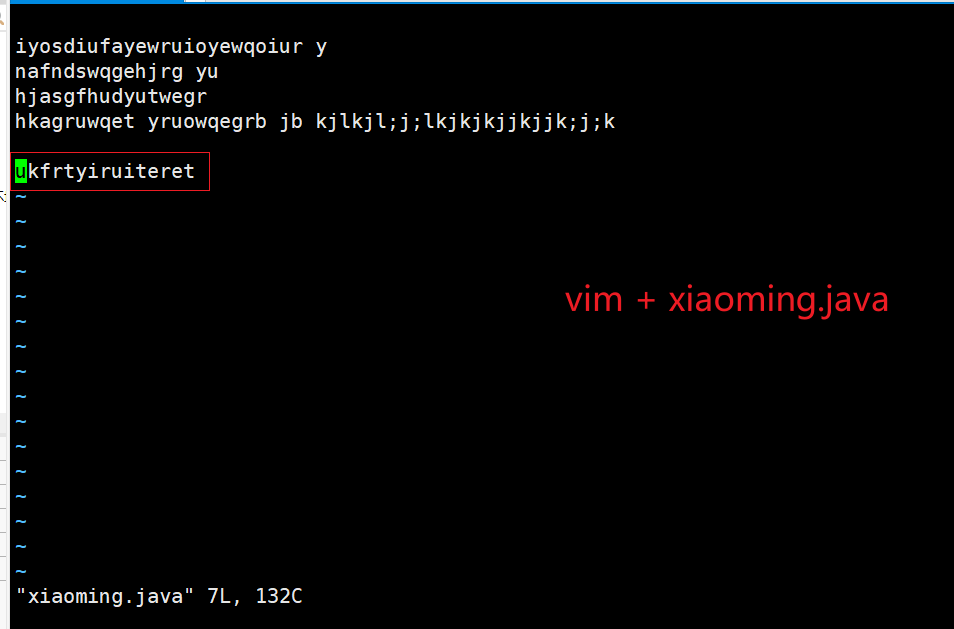 iyosdiufayewruioyewqoiur y
nafndswqgehjrg yu
hjasgfhudyutwegr
hkagruwqet yruowqegrb jb kjlkjl;j;lkjkjkjjkjjk;j;k
ukfrtyiruiteret
~
~
~
~
~
vim + xiaoming.java
~
~
~
~
~
~
~
~
~
~
~
"xiaoming.java" 7L, 132C